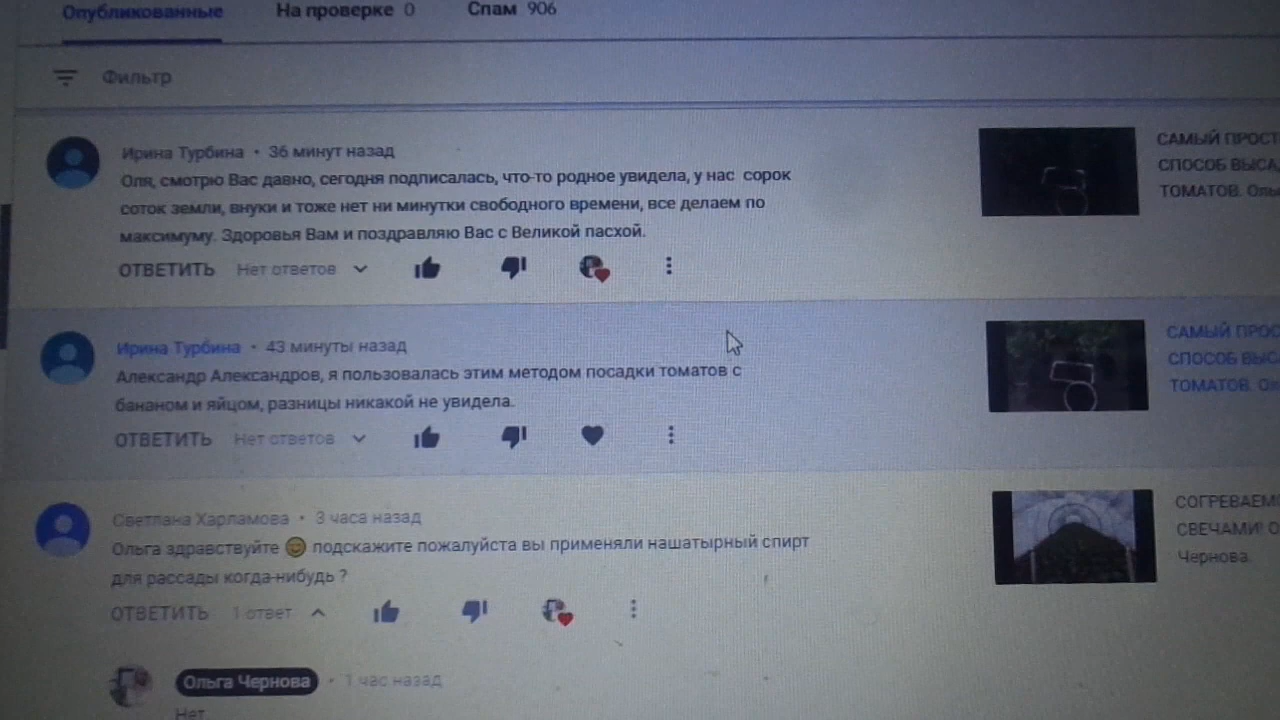 Опубликованные На проверке 0 Спам 906
Фильтр
Ирина Турбина • 36 минут назад
Оля, смотрю Вас давно, сегодня подписалась, что-то родное увидела, у нас сорок
соток земли, внуки и тоже нет ни минутки свободного времени, все делаем по
максимуму. Здоровья Вам и поздравляю Вас с Великой пасхой.
ОТВЕТИТЬ Нет ответов
САМЫЙ ПРОСТ
СПОСОБ ВЫСА
ТОМАТОВ. Оль
Ирина Турбина • 43 минуты назад
Александр Александров, я пользовалась этим методом посадки томатов с
бананом и яйцом, разницы никакой не увидела.
ОТВЕТИТЬ Нет ответов
САМЫЙ ПРОС
СПОСОБ ВЫС
ТОМАТОВ.
Светлана Харламова • 3 часа назад
Ольга здравствуйте 😊 подскажите пожалуйста вы применяли нашатырный спирт
для рассады когда-нибудь ?
ОТВЕТИТЬ 1 ответ
СОГРЕВАЕМ
СВЕЧАМИ! О
Чернова.
Ольга Чернова • 1 час назад
Нет